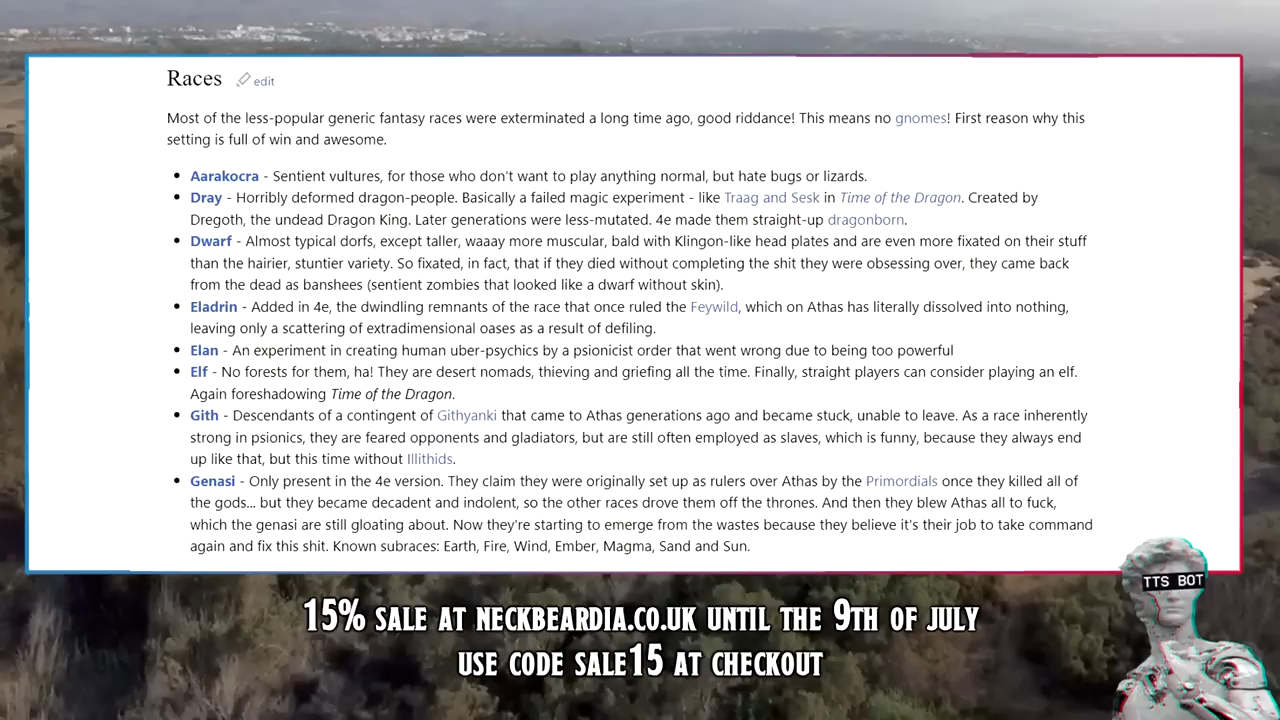 Races edit
Most of the less-popular generic fantasy races were exterminated a long time ago, good riddance! This means no gnomes! First reason why this
setting is full of win and awesome.
• Aarakocra - Sentient vultures, for those who don't want to play anything normal, but hate bugs or lizards.
• Dray - Horribly deformed dragon-people. Basically a failed magic experiment - like Traag and Sesk in Time of the Dragon. Created by
Dregoth, the undead Dragon King. Later generations were less-mutated. 4e made them straight-up dragonborn.
• Dwarf - Almost typical dorfs, except taller, waaay more muscular, bald with Klingon-like head plates and are even more fixated on their stuff
than the hairier, stuntier variety. So fixated, in fact, that if they died without completing the shit they were obsessing over, they came back
from the dead as banshees (sentient zombies that looked like a dwarf without skin).
• Eladrin - Added in 4e, the dwindling remnants of the race that once ruled the Feywild, which on Athas has literally dissolved into nothing,
leaving only a scattering of extradimensional oases as a result of defiling.
• Elan - An experiment in creating human uber-psychics by a psionicist order that went wrong due to being too powerful
• Elf - No forests for them, ha! They are desert nomads, thieving and griefing all the time. Finally, straight players can consider playing an elf.
Again foreshadowing Time of the Dragon.
• Gith - Descendants of a contingent of Githyanki that came to Athas generations ago and became stuck, unable to leave. As a race inherently
strong in psionics, they are feared opponents and gladiators, but are still often employed as slaves, which is funny, because they always end
up like that, but this time without Illithids.
• Genasi - Only present in the 4e version. They claim they were originally set up as rulers over Athas by the Primordials once they killed all of
the gods... but they became decadent and indolent, so the other races drove them off the thrones. And then they blew Athas all to fuck,
which the genasi are still gloating about. Now they're starting to emerge from the wastes because they believe it's their job to take command
again and fix this shit. Known subraces: Earth, Fire, Wind, Ember, Magma, Sand and Sun.
TTS BOT
15% SALE AT NECKBEARDIA.CO.UK UNTIL THE 9TH OF JULY
USE CODE SALE15 AT CHECKOUT